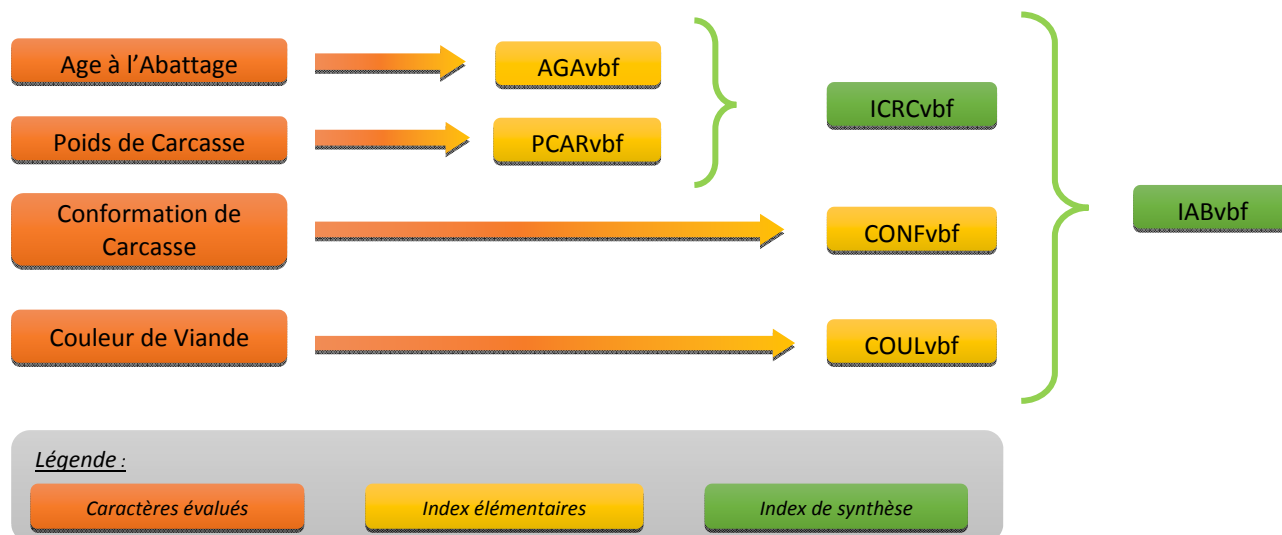 Age à l'Abattage
AGAvbf
ICRCvbf
Poids de Carcasse
PCARvbf
IABvbf
Conformation de
Carcasse
CONFvbf
Couleur de Viande
COULvbf
Légende :
Caractères évalués
Index élémentaires
Index de synthèse